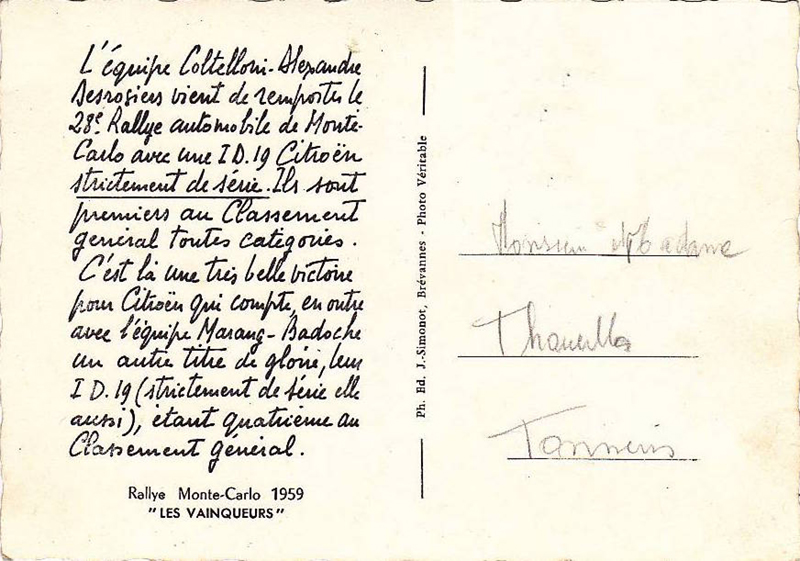 L'équipe Coltelloni-Alexandre
Desrosiers vient de remporter le
28e Rallye automobile de Monte-
Carlo avec une ID.19 Citroën
strictement de série. Ils sont
premiers au Classement
général toutes catégories.
C'est là une très belle victoire
pour Citroën qui compte, en outre
avec l'équipe Marang-Badoche
un autre titre de gloire, leur
ID.19 (strictement de série elle
aussi), étant quatrième au
Classement général.
Rallye Monte-Carlo 1959
"LES VAINQUEURS"
Ph. Ed. J.-Simonot, Brévannes - Photo Véritable
Monsieur Madame
Tonneins